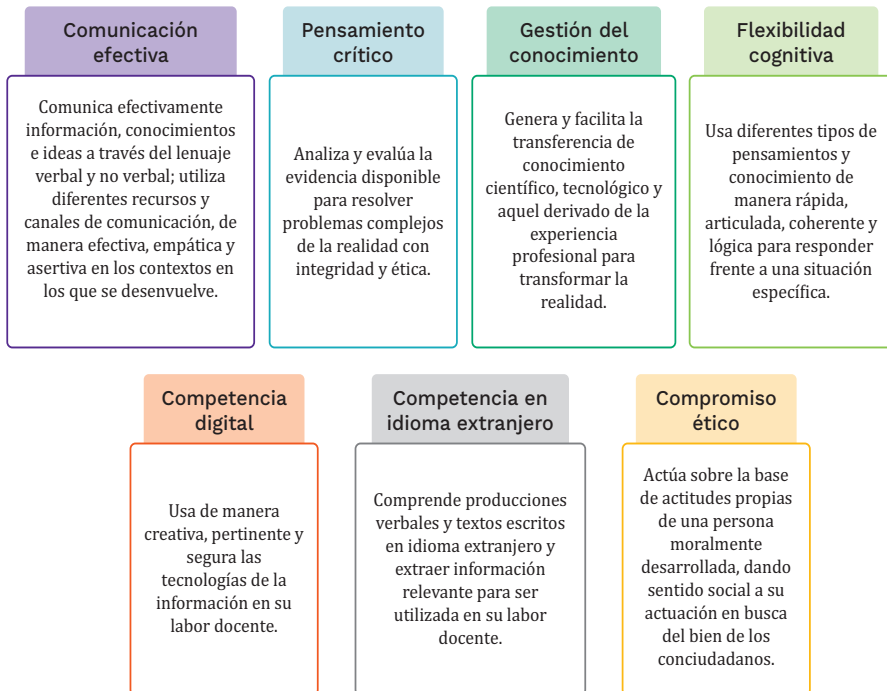 Comunicación
efectiva
Comunica efectivamente
información, conocimientos
e ideas a través del lenuaje
verbal y no verbal; utiliza
diferentes recursos y
canales de comunicación, de
manera efectiva, empática y
asertiva en los contextos en
los que se desenvuelve.
Pensamiento
crítico
Analiza y evalúa la
evidencia disponible
para resolver
problemas complejos
de la realidad con
integridad y ética.
Gestión del
conocimiento
Genera y facilita la
transferencia de
conocimiento
científico, tecnológico y
aquel derivado de la
experiencia
profesional para
transformar la
realidad.
Flexibilidad
cognitiva
Usa diferentes tipos de
pensamientos y
conocimiento de
manera rápida,
articulada, coherente y
lógica para responder
frente a una situación
específica.
Competencia
digital
Usa de manera
creativa, pertinente y
segura las
tecnologías de la
información en su
labor docente.
Competencia en
idioma extranjero
Comprende producciones
verbales y textos escritos
en idioma extranjero y
extraer información
relevante para ser
utilizada en su labor
docente.
Compromiso
ético
Actúa sobre la base
de actitudes propias
de una persona
moralmente
desarrollada, dando
sentido social a su
actuación en busca
del bien de los
conciudadanos.